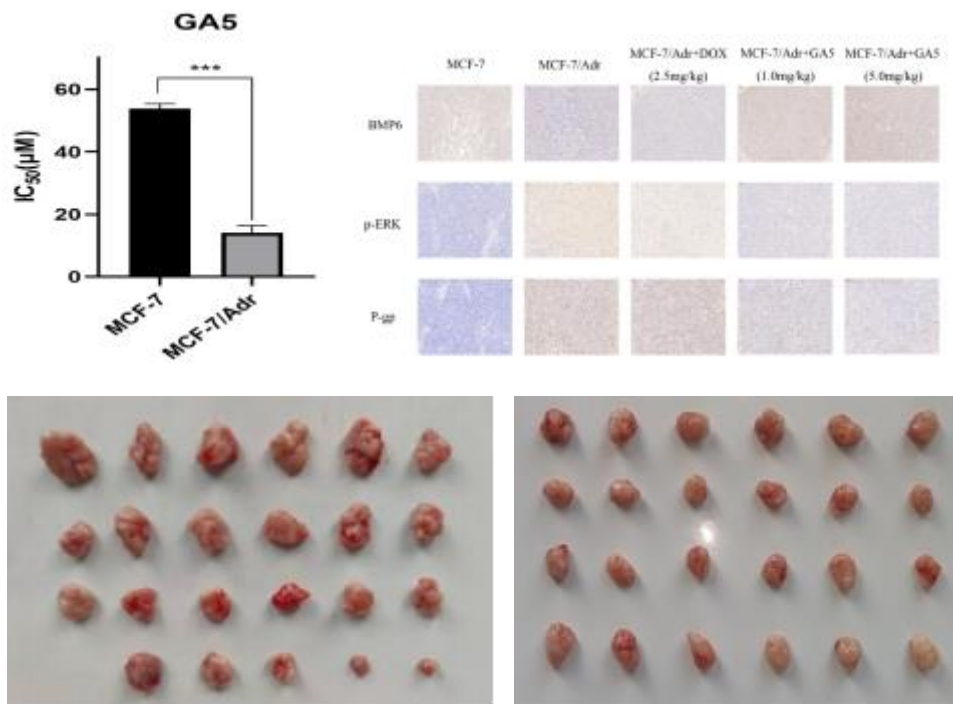 GA5
***
60
40
20
0
IC50(μM)
MCF-7
MCF-7/Adr
MCF-7 MCF-7/Adr MCF-7/Adr+DOX MCF-7/Adr+GA5 MCF-7/Adr+GA5
(2.5mg/kg) (1.0mg/kg) (5.0mg/kg)
BMP6
p-ERK
P-gp